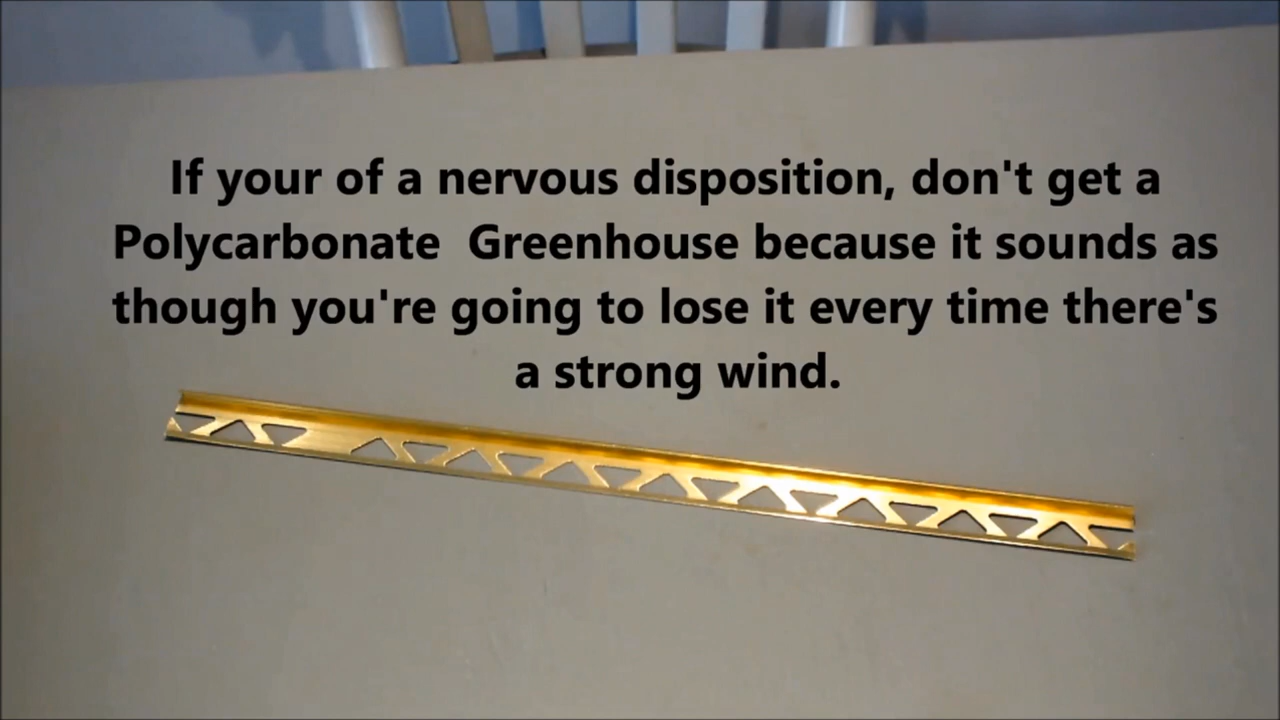 If your of a nervous disposition, don't get a
Polycarbonate  Greenhouse because it sounds as
though you're going to lose it every time there's
a strong wind.